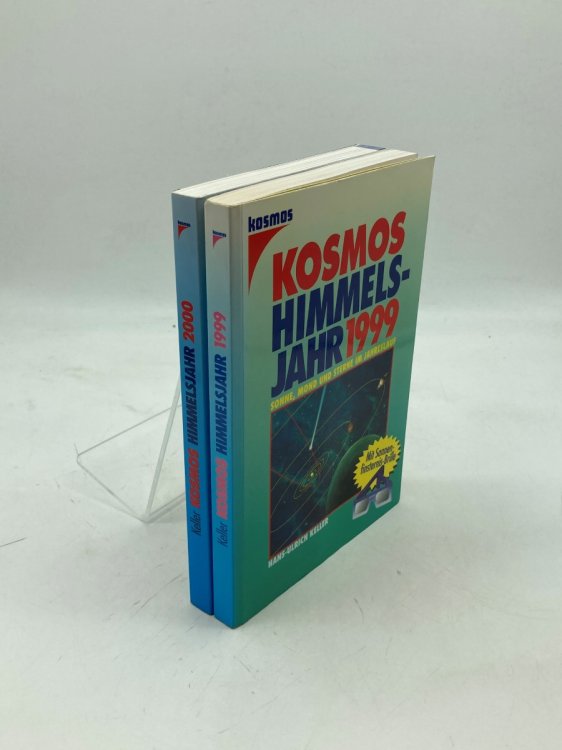 Keller KOSMOS HIMMELSJAHR 2000
kosmos
Keller KOSMOS HIMMELSJAHR 1999
kosmos
kosmos
KOSMOS
HIMMELS-
JAHR 1999
SONNE, MOND UND STERNE IM JAHRESLAUF
Mit Sonnen-
finsternis-Brille
HANS-ULRICH KELLER